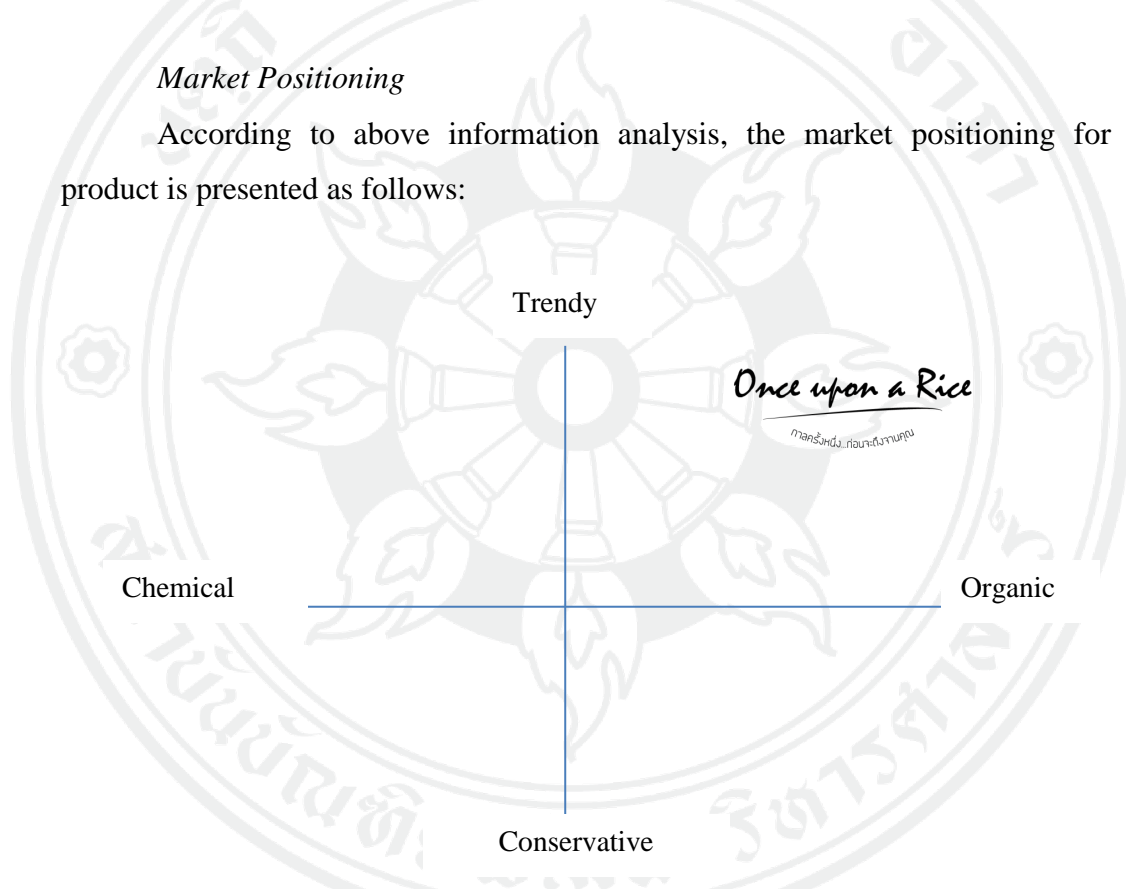 Market Positioning
According to above information analysis, the market positioning for
product is presented as follows:
Trendy
Once upon a Rice
กาลครั้งหนึ่ง...ก่อนจะถึงจานคุณ
Chemical
Organic
Conservative